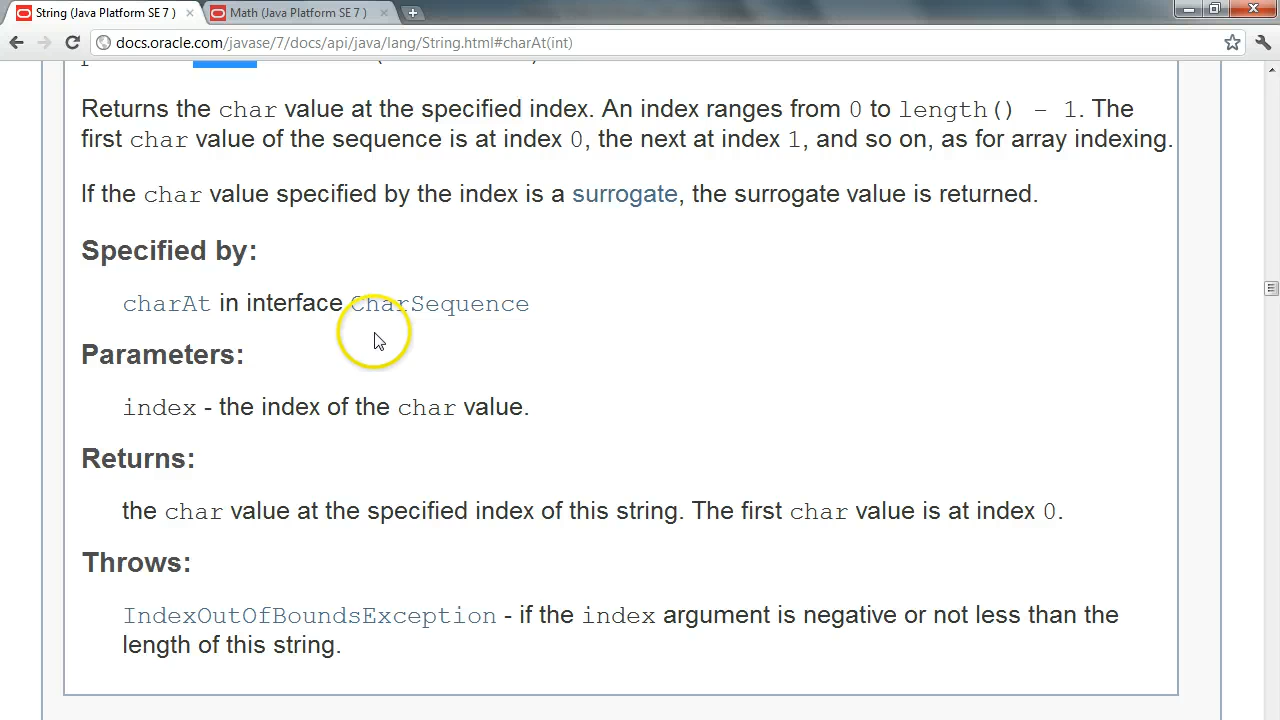 String (Java Platform SE 7 )
Math (Java Platform SE 7 )
docs.oracle.com/javase/7/docs/api/java/lang/String.html#charAt(int)
Returns the char value at the specified index. An index ranges from 0 to length() - 1. The
first char value of the sequence is at index 0, the next at index 1, and so on, as for array indexing.
If the char value specified by the index is a surrogate, the surrogate value is returned.
Specified by:
charAt in interface CharSequence
Parameters:
index - the index of the char value.
Returns:
the char value at the specified index of this string. The first char value is at index 0.
Throws:
IndexOutOfBoundsException - if the index argument is negative or not less than the
length of this string.